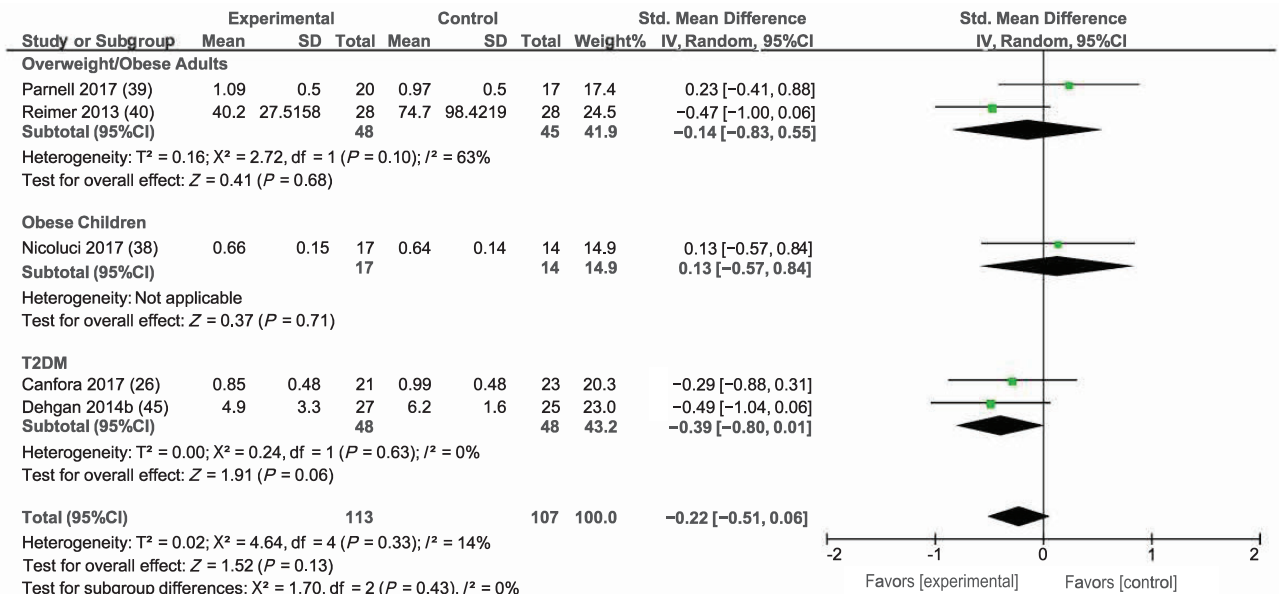 Experimental Control Std. Mean Difference Std. Mean Difference
Study or Subgroup Mean SD Total Mean SD Total Weight% IV, Random, 95%CI IV, Random, 95%CI
Overweight/Obese Adults
Parnell 2017 (39) 1.09 0.5 20 0.97 0.5 17 17.4 0.23 [−0.41, 0.88]
Reimer 2013 (40) 40.2 27.5158 28 74.7 98.4219 28 24.5 −0.47 [−1.00, 0.06]
Subtotal (95%CI) 48 45 41.9 −0.14 [−0.83, 0.55]
Heterogeneity: T² = 0.16; X² = 2.72, df = 1 (P = 0.10); I² = 63%
Test for overall effect: Z = 0.41 (P = 0.68)
Obese Children
Nicoluci 2017 (38) 0.66 0.15 17 0.64 0.14 14 14.9 0.13 [−0.57, 0.84]
Subtotal (95%CI) 17 14 14.9 0.13 [−0.57, 0.84]
Heterogeneity: Not applicable
Test for overall effect: Z = 0.37 (P = 0.71)
T2DM
Canfora 2017 (26) 0.85 0.48 21 0.99 0.48 23 20.3 −0.29 [−0.88, 0.31]
Dehgan 2014b (45) 4.9 3.3 27 6.2 1.6 25 23.0 −0.49 [−1.04, 0.06]
Subtotal (95%CI) 48 48 43.2 −0.39 [−0.80, 0.01]
Heterogeneity: T² = 0.00; X² = 0.24, df = 1 (P = 0.63); I² = 0%
Test for overall effect: Z = 1.91 (P = 0.06)
Total (95%CI) 113 107 100.0 −0.22 [−0.51, 0.06]
Heterogeneity: T² = 0.02; X² = 4.64, df = 4 (P = 0.33); I² = 14%
Test for overall effect: Z = 1.52 (P = 0.13)
Test for subgroup differences: X² = 1.70, df = 2 (P = 0.43), I² = 0%
-2 -1 0 1 2
Favors [experimental] Favors [control]